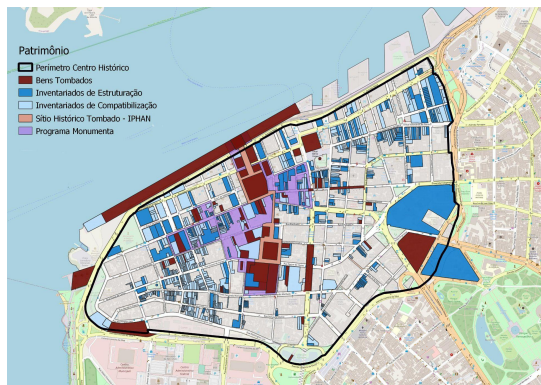 Patrimônio
Perímetro Centro Histórico
Bens Tombados
Inventariados de Estruturação
Inventariados de Compatibilização
Sítio Histórico Tombado - IPHAN
Programa Monumenta